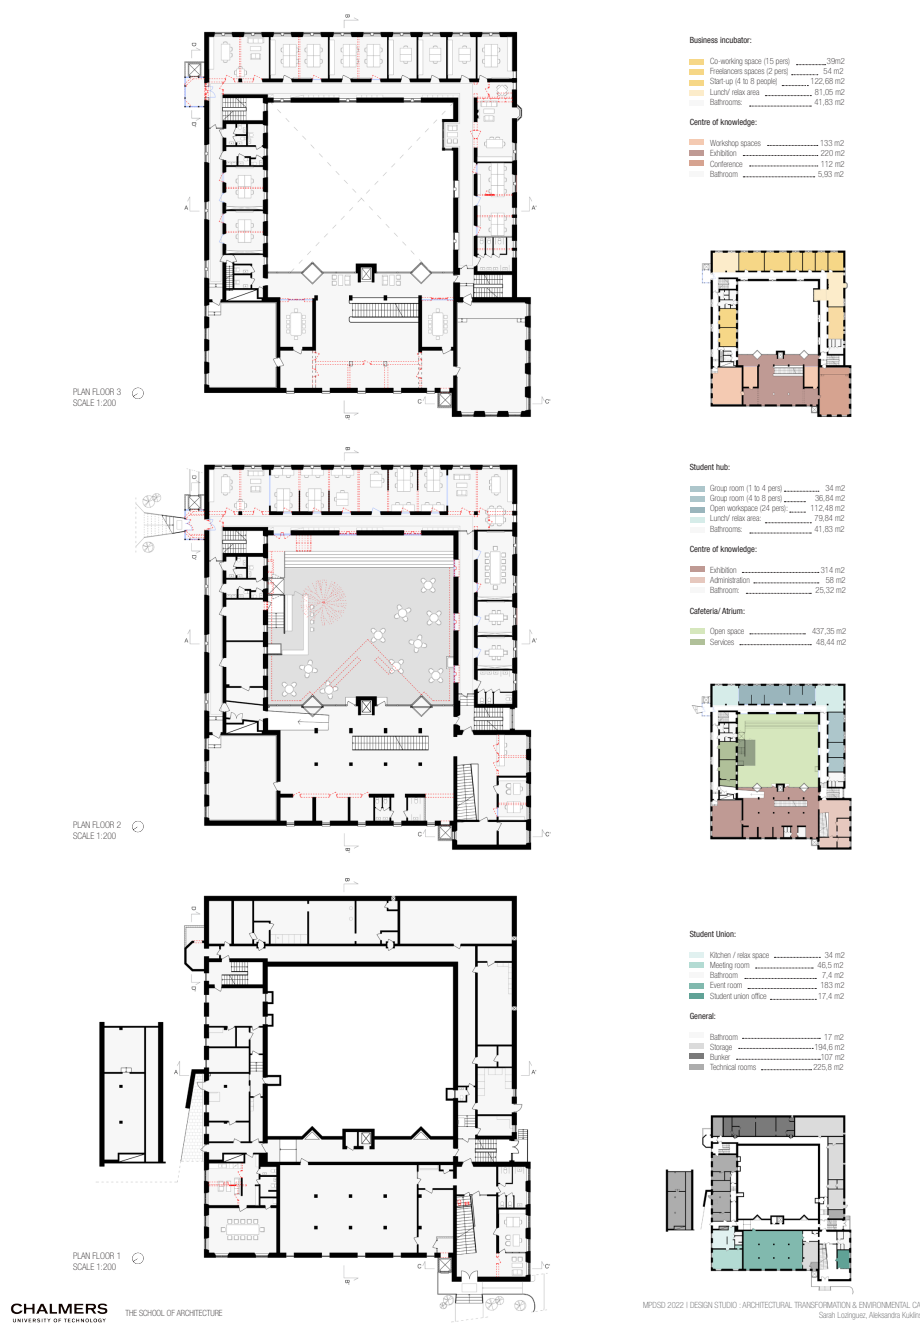 B
D
D'
A
A'
C
C'
B'
PLAN FLOOR 3
SCALE 1:200
Business incubator:
Co-working space (15 pers) 39m2
Freelancers spaces (2 pers) 54 m2
Start-up (4 to 8 people) 122,68 m2
Lunch/ relax area 81,05 m2
Bathrooms: 41,83 m2
Centre of knowledge:
Workshop spaces 133 m2
Exhibition 220 m2
Conference 112 m2
Bathroom 5,93 m2
B
D
D'
A
A'
C
C'
B'
PLAN FLOOR 2
SCALE 1:200
Student hub:
Group room (1 to 4 pers) 34 m2
Group room (4 to 8 pers) 36,84 m2
Open workspace (24 pers): 112,48 m2
Lunch/ relax area: 79,84 m2
Bathrooms: 41,83 m2
Centre of knowledge:
Exhibition 314 m2
Administration 58 m2
Bathroom: 25,32 m2
Cafeteria/ Atrium:
Open space 437,35 m2
Services 48,44 m2
B
D
D'
A
A'
C
C'
B'
PLAN FLOOR 1
SCALE 1:200
Student Union:
Kitchen / relax space 34 m2
Meeting room 46,5 m2
Bathroom 7,4 m2
Event room 183 m2
Student union office 17,4 m2
General:
Bathroom 17 m2
Storage 194,6 m2
Bunker 107 m2
Technical rooms 225,8 m2
CHALMERS
UNIVERSITY OF TECHNOLOGY
THE SCHOOL OF ARCHITECTURE
MPDSD 2022 I DESIGN STUDIO : ARCHITECTURAL TRANSFORMATION & ENVIRONMENTAL CA
Sarah Lozinguez, Aleksandra Kuklins